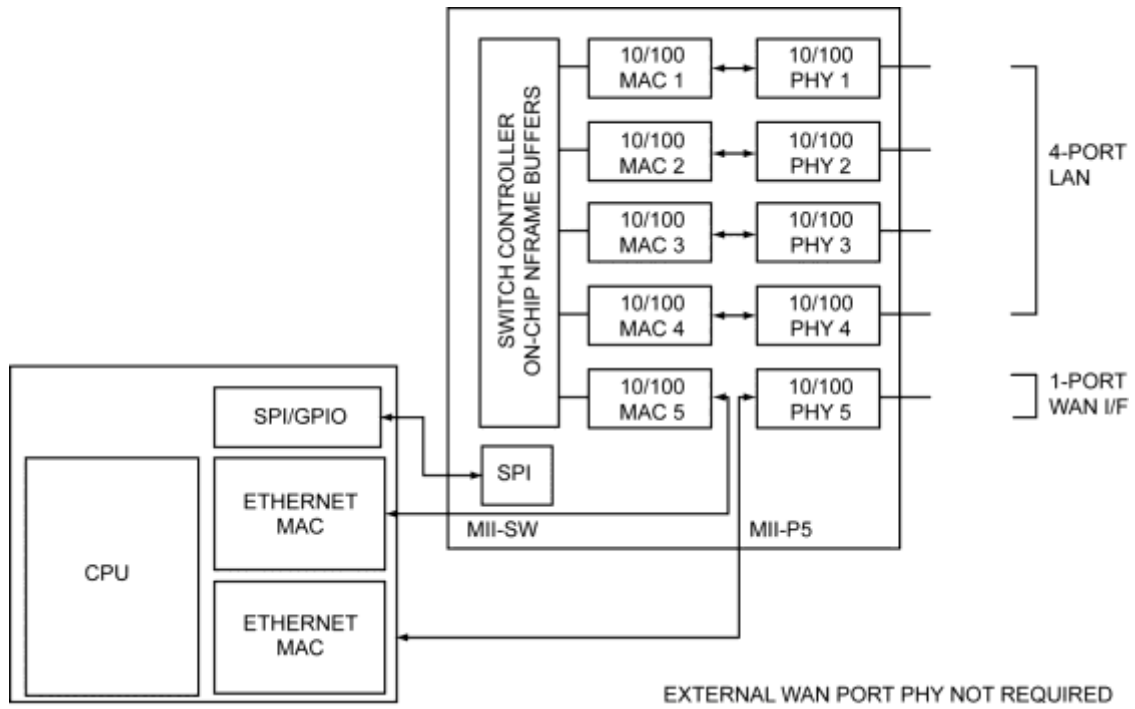 SWITCH CONTROLLER
ON-CHIP NFRAME BUFFERS
10/100
MAC 1
10/100
PHY 1
10/100
MAC 2
10/100
PHY 2
10/100
MAC 3
10/100
PHY 3
10/100
MAC 4
10/100
PHY 4
10/100
MAC 5
10/100
PHY 5
4-PORT
LAN
1-PORT
WAN I/F
SPI/GPIO
SPI
ETHERNET
MAC
MII-SW
MII-P5
CPU
ETHERNET
MAC
EXTERNAL WAN PORT PHY NOT REQUIRED